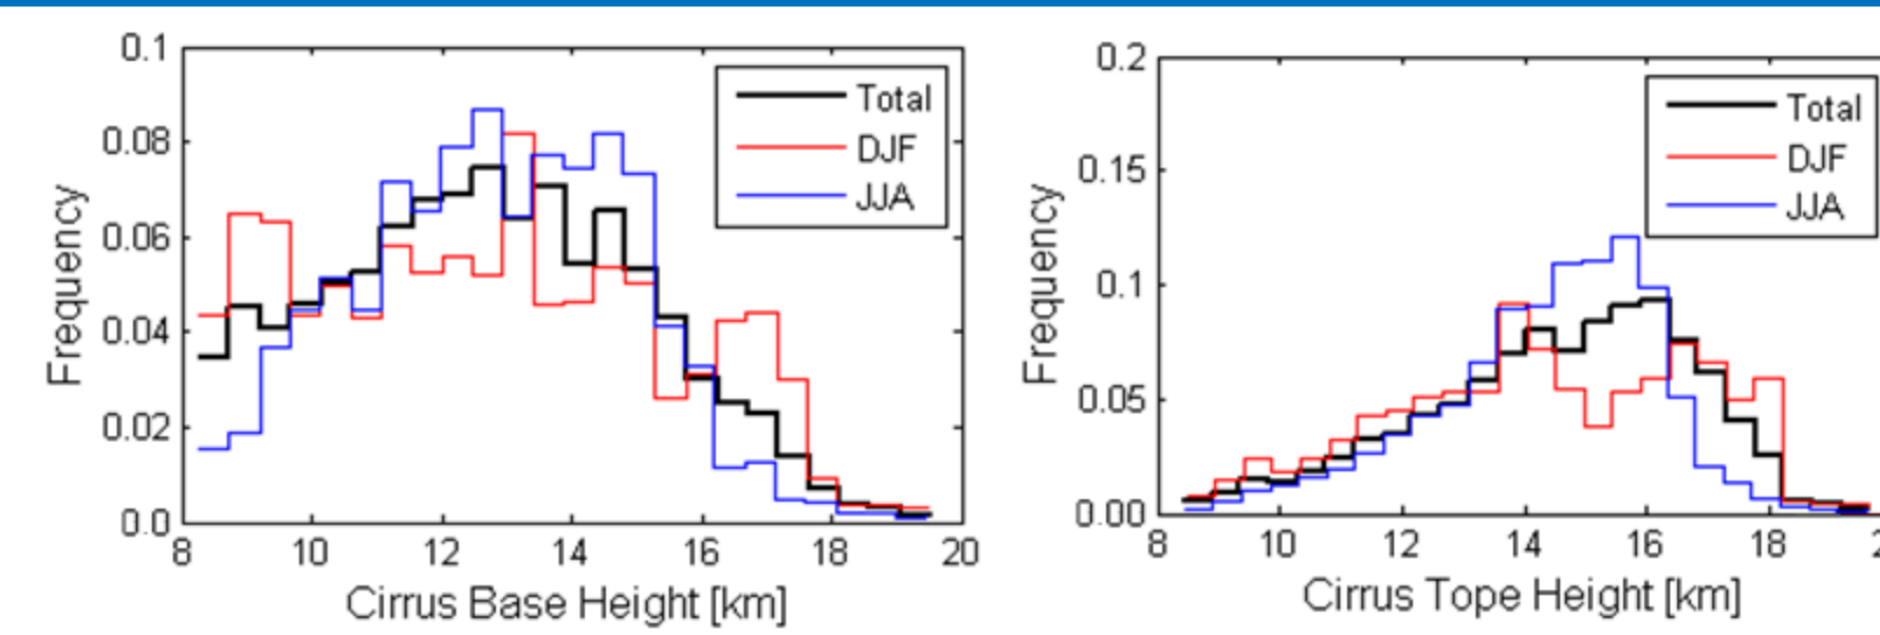 0.1
0.08
0.06
0.04
0.02
0.0
8 10 12 14 16 18 20
Frequency
Cirrus Base Height [km]
Total
DJF
JJA
0.2
0.15
0.1
0.05
0.00
8 10 12 14 16 18
Frequency
Cirrus Tope Height [km]
Total
DJF
JJA